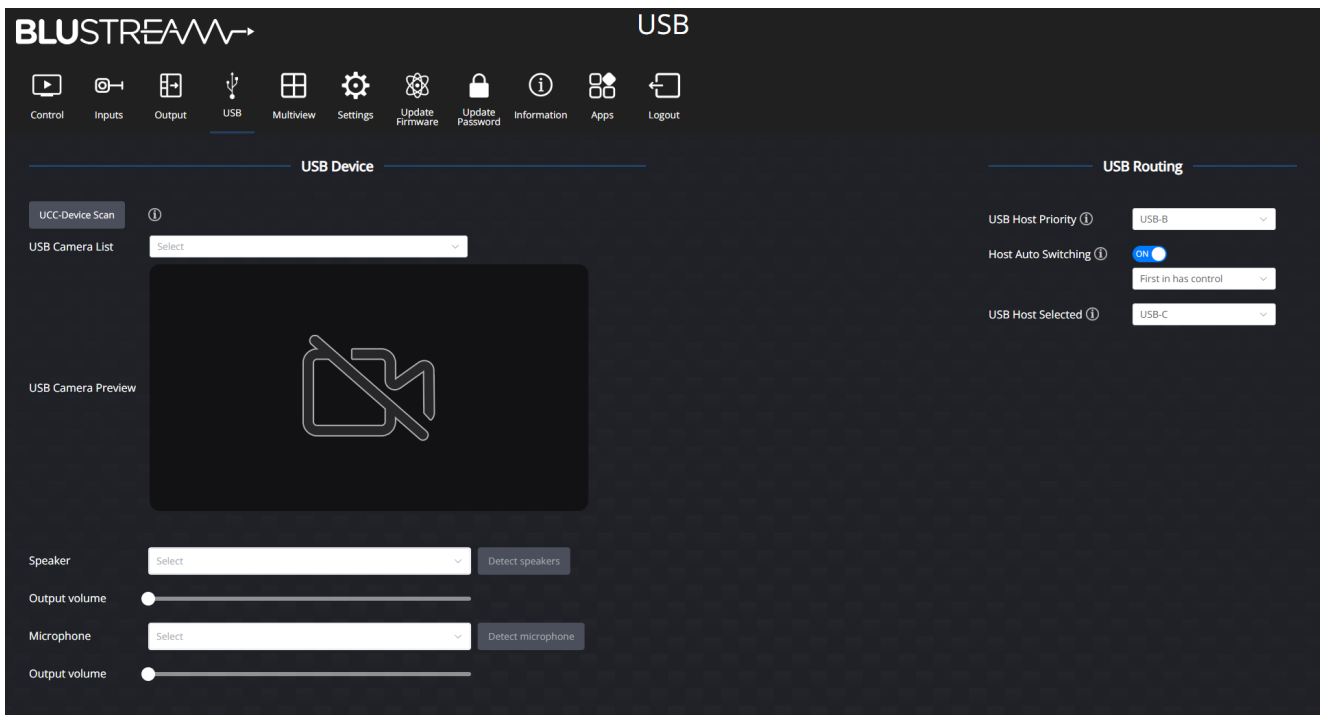 BLUSTREAM
USB
Control
Inputs
Output
USB
Multiview
Settings
Update
Firmware
Update
Password
Information
Apps
Logout
USB Device
UCC-Device Scan
USB Camera List
Select
USB Camera Preview
Speaker
Select
Detect speakers
Output volume
Microphone
Select
Detect microphone
Output volume
USB Routing
USB Host Priority
USB-B
Host Auto Switching
ON
First in has control
USB Host Selected
USB-C